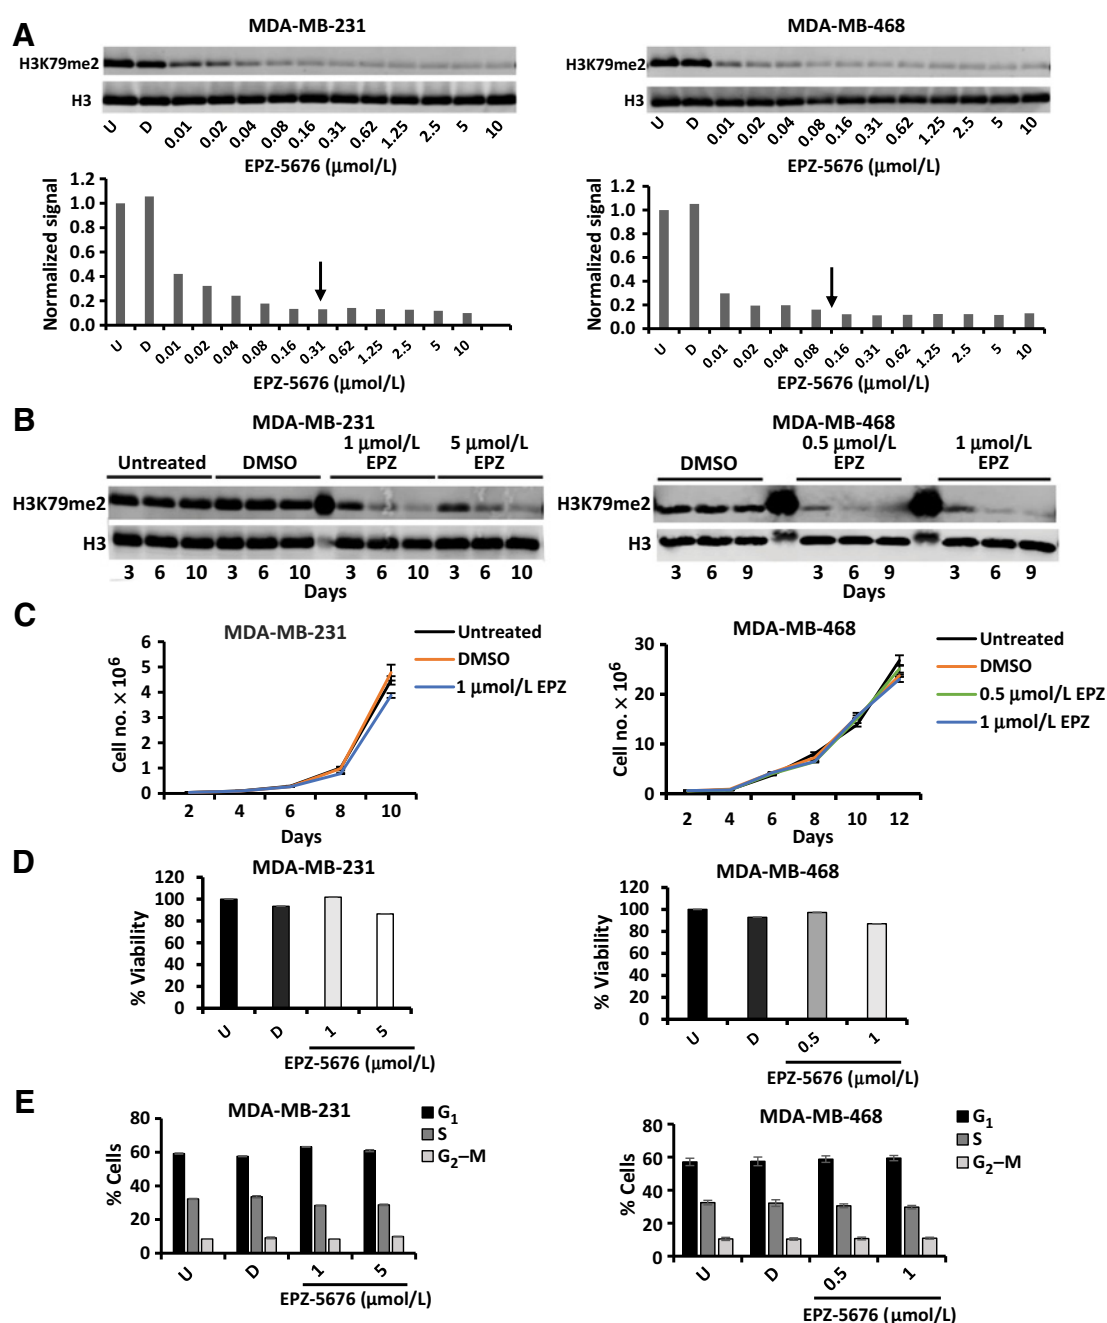 A
MDA-MB-231
H3K79me2
H3
U D 0.01 0.02 0.04 0.08 0.16 0.31 0.62 1.25 2.5 5 10
EPZ-5676 (μmol/L)
MDA-MB-468
H3K79me2
H3
U D 0.01 0.02 0.04 0.08 0.16 0.31 0.62 1.25 2.5 5 10
EPZ-5676 (μmol/L)
Normalized signal
1.2
1.0
0.8
0.6
0.4
0.2
0.0
U D 0.01 0.02 0.04 0.08 0.16 0.31 0.62 1.25 2.5 5 10
EPZ-5676 (μmol/L)
Normalized signal
1.2
1.0
0.8
0.6
0.4
0.2
0.0
U D 0.01 0.02 0.04 0.08 0.16 0.31 0.62 1.25 2.5 5 10
EPZ-5676 (μmol/L)
B
MDA-MB-231
Untreated DMSO 1 μmol/L EPZ 5 μmol/L EPZ
H3K79me2
H3
3 6 10 3 6 10 3 6 10 3 6 10
Days
MDA-MB-468
DMSO 0.5 μmol/L EPZ 1 μmol/L EPZ
H3K79me2
H3
3 6 9 3 6 9 3 6 9
Days
C
MDA-MB-231
Cell no. × 10⁶
6
5
4
3
2
1
0
2 4 6 8 10
Days
Untreated
DMSO
1 μmol/L EPZ
MDA-MB-468
Cell no. × 10⁶
30
20
10
0
2 4 6 8 10 12
Days
Untreated
DMSO
0.5 μmol/L EPZ
1 μmol/L EPZ
D
MDA-MB-231
% Viability
120
100
80
60
40
20
0
U D 1 5
EPZ-5676 (μmol/L)
MDA-MB-468
% Viability
120
100
80
60
40
20
0
U D 0.5 1
EPZ-5676 (μmol/L)
E
MDA-MB-231
% Cells
80
60
40
20
0
U D 1 5
EPZ-5676 (μmol/L)
G₁
S
G₂–M
MDA-MB-468
% Cells
80
60
40
20
0
U D 0.5 1
EPZ-5676 (μmol/L)
G₁
S
G₂–M